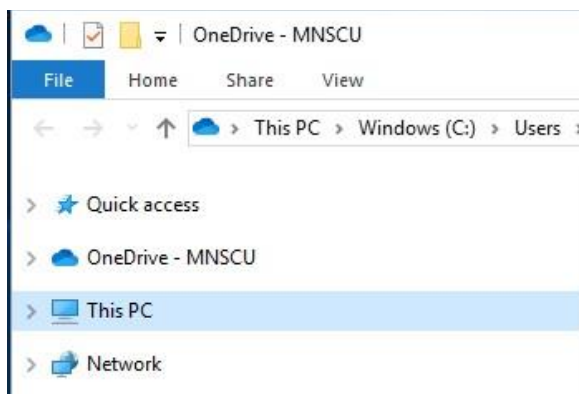 OneDrive - MNSCU
File Home Share View
This PC > Windows (C:) > Users
Quick access
OneDrive - MNSCU
This PC
Network